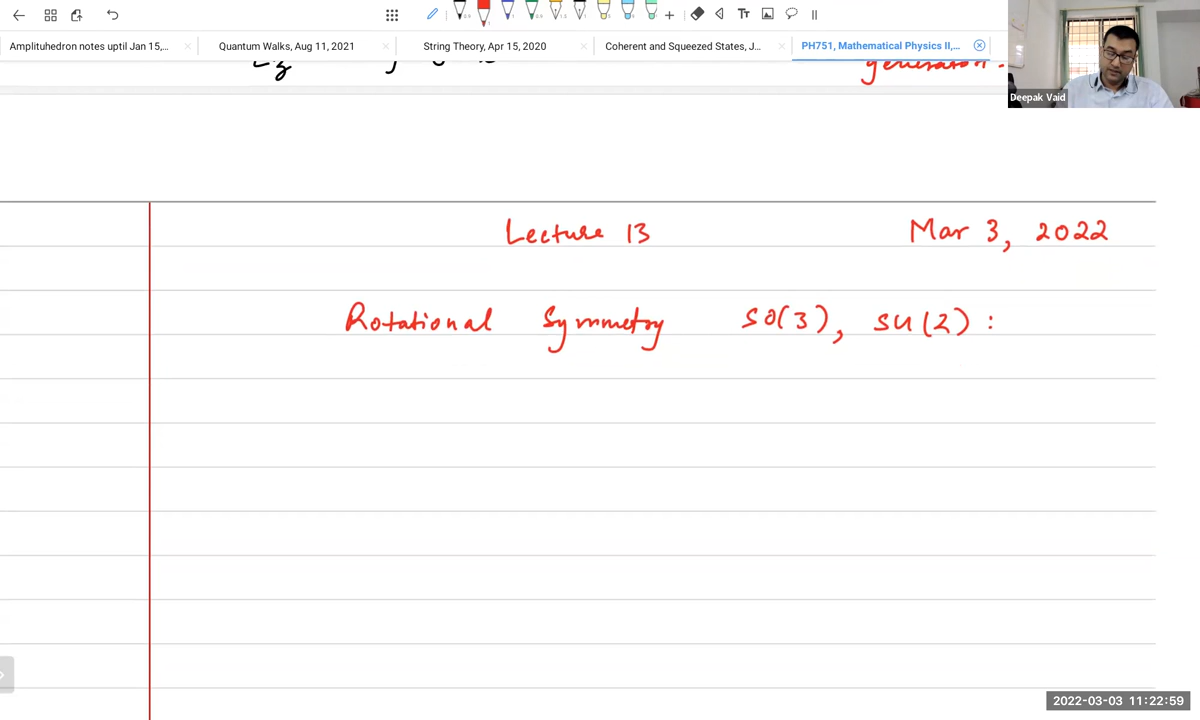 Amplituhedron notes uptil Jan 15,...
Quantum Walks, Aug 11, 2021
String Theory, Apr 15, 2020
Coherent and Squeezed States, J...
PH751, Mathematical Physics II,...
Deepak Vaid
generator.
Lecture 13 Mar 3, 2022
Rotational Symmetry SO(3), SU(2) :
2022-03-03 11:22:59